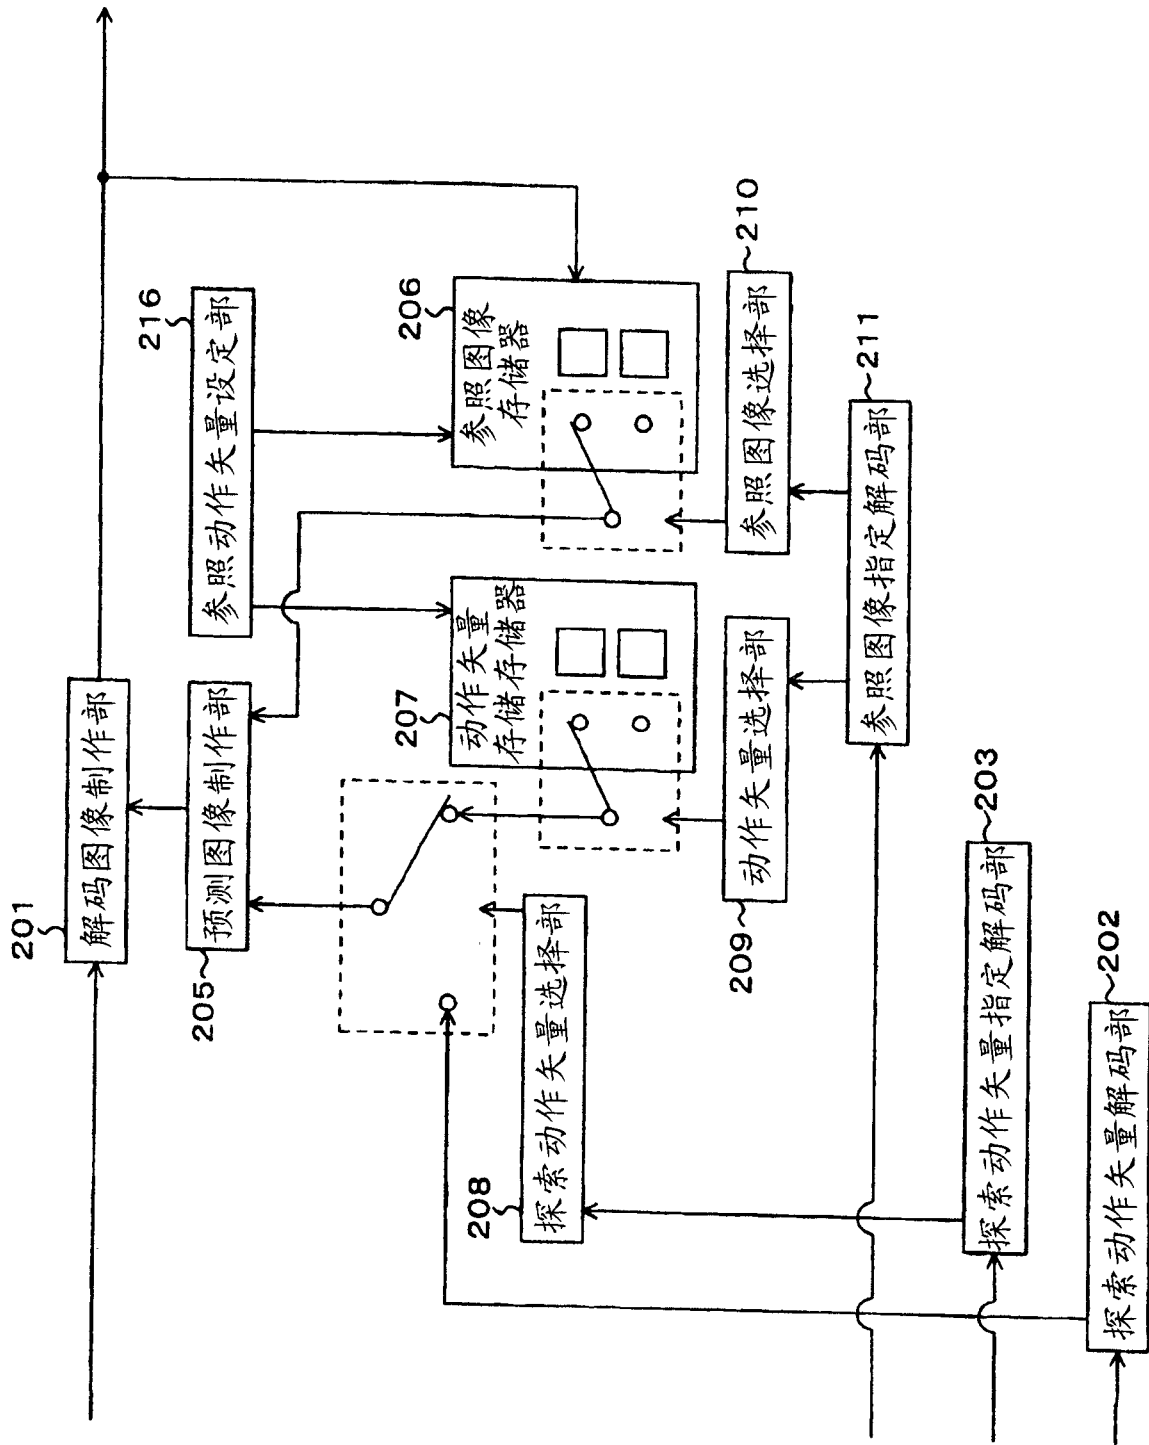 201
解码图像制作部
205
预测图像制作部
216
参照动作矢量设定部
206
参照图像
存储器
207
动作矢量
存储存储器
208
探索动作矢量选择部
209
动作矢量选择部
210
参照图像选择部
211
参照图像指定解码部
203
探索动作矢量指定解码部
202
探索动作矢量解码部